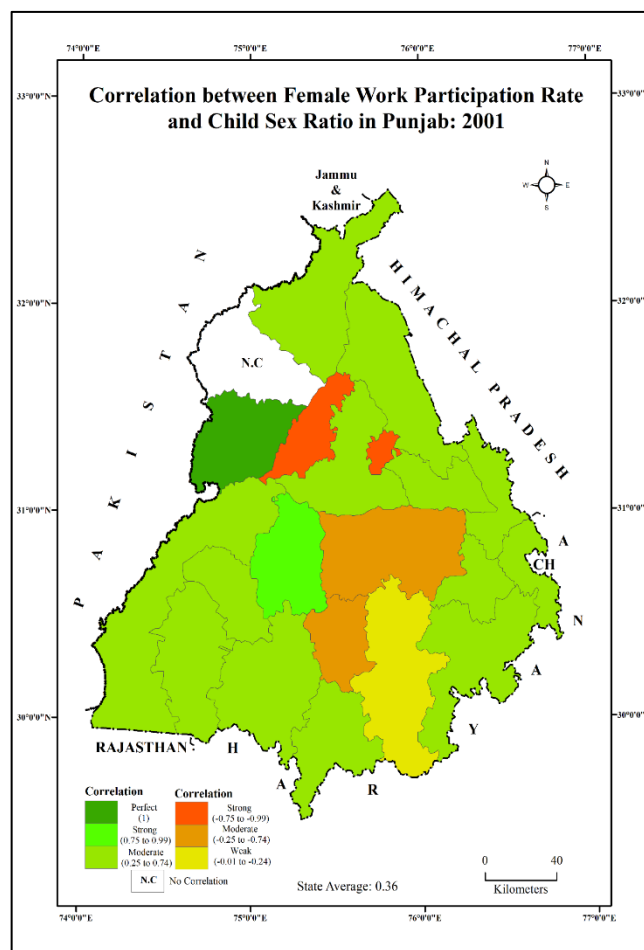 74°0'0"E 75°0'0"E 76°0'0"E 77°0'0"E
33°0'0"N
33°0'0"N
Correlation between Female Work Participation Rate
and Child Sex Ratio in Punjab: 2001
Jammu
&
Kashmir
N
W E
S
PAKISTAN
HIMACHAL PRADESH
32°0'0"N
32°0'0"N
N.C
31°0'0"N
31°0'0"N
CH
30°0'0"N
30°0'0"N
RAJASTHAN
H A R Y A N A
Correlation Correlation
Perfect
(1)
Strong
(0.75 to 0.99)
Moderate
(0.25 to 0.74)
Strong
(-0.75 to -0.99)
Moderate
(-0.25 to -0.74)
Weak
(-0.01 to -0.24)
N.C No Correlation
State Average: 0.36
0 40
Kilometers
74°0'0"E 75°0'0"E 76°0'0"E 77°0'0"E